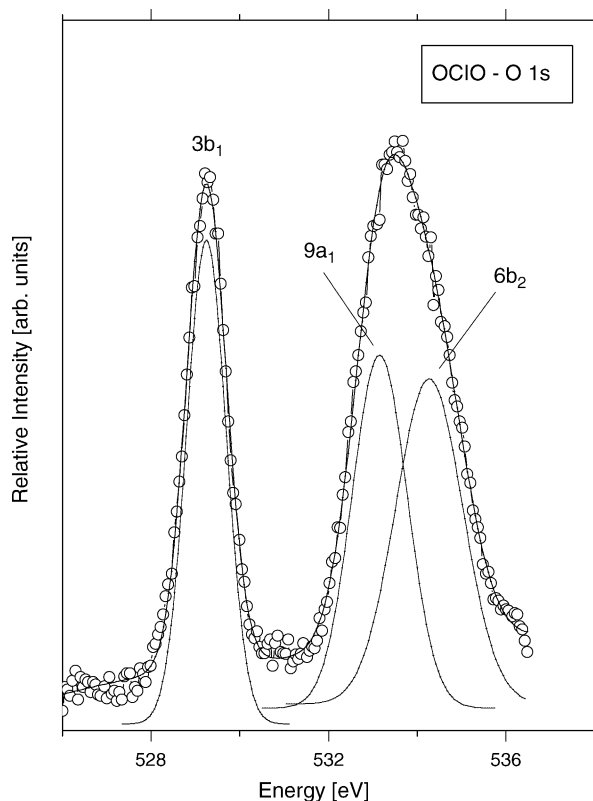 OClO - O 1s
3b₁
9a₁
6b₂
Relative Intensity [arb. units]
528
532
536
Energy [eV]